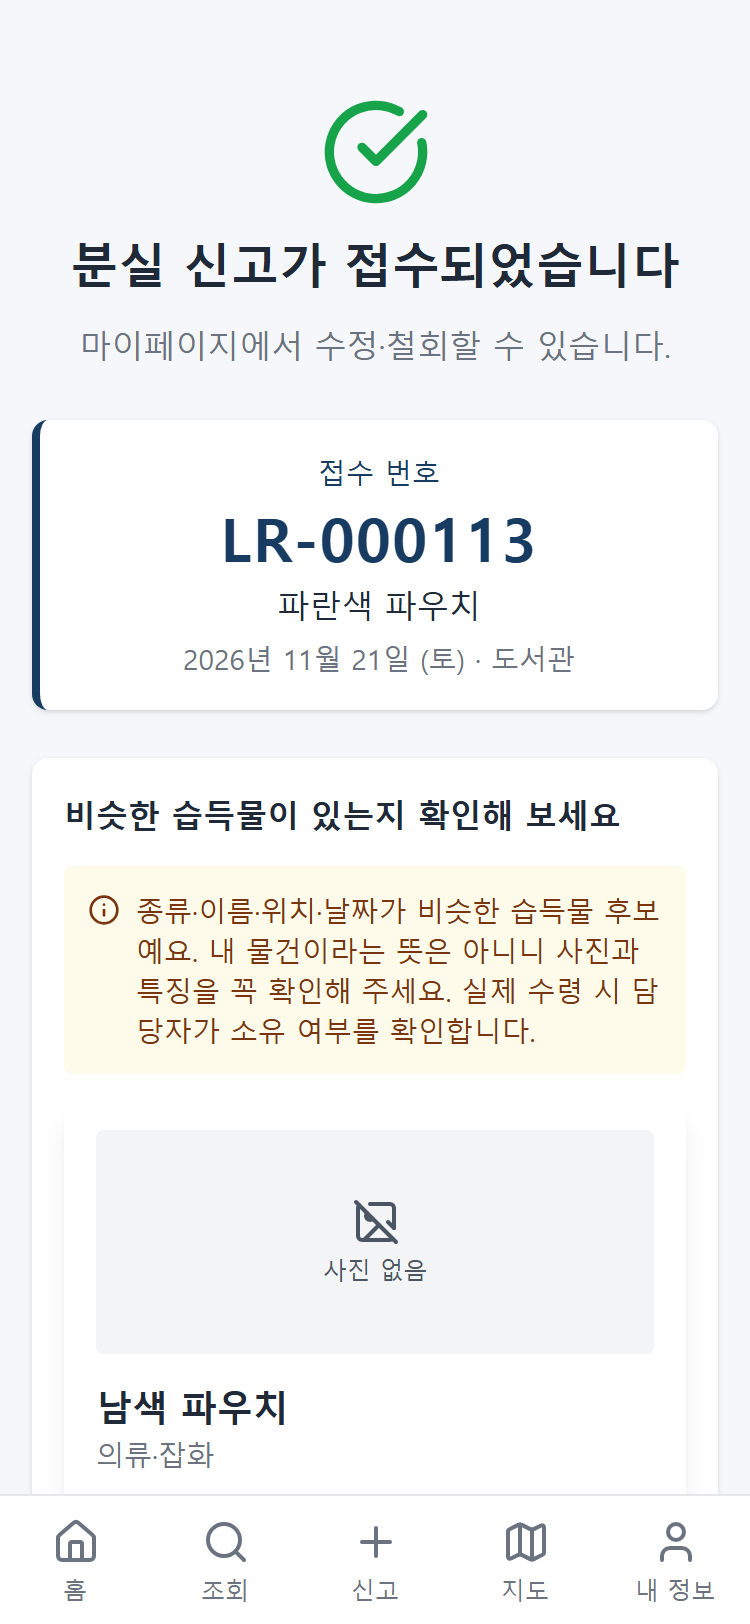 분실 신고가 접수되었습니다
마이페이지에서 수정·철회할 수 있습니다.
접수 번호
LR-000113
파란색 파우치
2026년 11월 21일 (토) · 도서관
비슷한 습득물이 있는지 확인해 보세요
종류·이름·위치·날짜가 비슷한 습득물 후보
예요. 내 물건이라는 뜻은 아니니 사진과
특징을 꼭 확인해 주세요. 실제 수령 시 담
당자가 소유 여부를 확인합니다.
사진 없음
남색 파우치
의류·잡화
홈
조회
신고
지도
내 정보